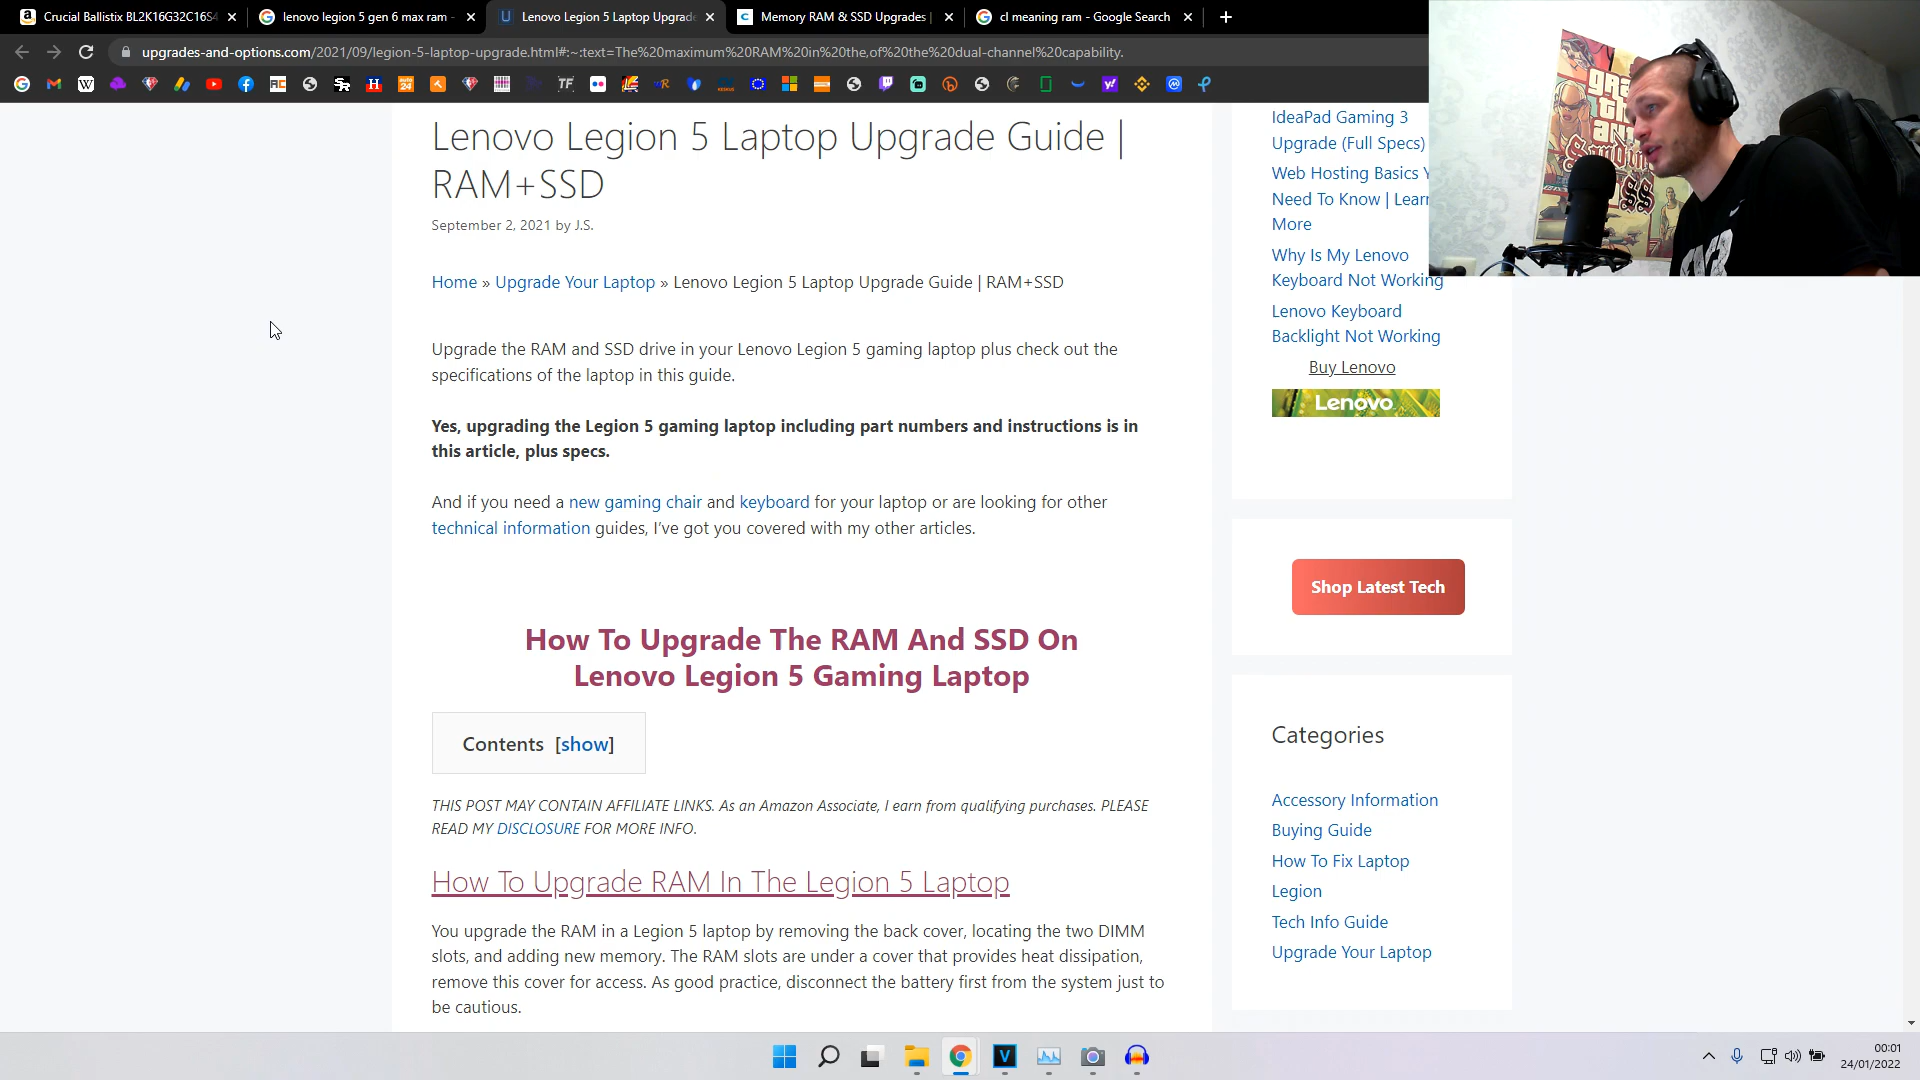 Crucial Ballistix BL2K16G32C16S4
lenovo legion 5 gen 6 max ram -
Lenovo Legion 5 Laptop Upgrade
Memory RAM & SSD Upgrades |
cl meaning ram - Google Search
upgrades-and-options.com/2021/09/legion-5-laptop-upgrade.html#:~:text=The%20maximum%20RAM%20in%20the,of%20the%20dual-channel%20capability.
Lenovo Legion 5 Laptop Upgrade Guide |
RAM+SSD
September 2, 2021 by J.S.
Home » Upgrade Your Laptop » Lenovo Legion 5 Laptop Upgrade Guide | RAM+SSD
Upgrade the RAM and SSD drive in your Lenovo Legion 5 gaming laptop plus check out the
specifications of the laptop in this guide.
Yes, upgrading the Legion 5 gaming laptop including part numbers and instructions is in
this article, plus specs.
And if you need a new gaming chair and keyboard for your laptop or are looking for other
technical information guides, I've got you covered with my other articles.
How To Upgrade The RAM And SSD On
Lenovo Legion 5 Gaming Laptop
Contents [show]
THIS POST MAY CONTAIN AFFILIATE LINKS. As an Amazon Associate, I earn from qualifying purchases. PLEASE
READ MY DISCLOSURE FOR MORE INFO.
How To Upgrade RAM In The Legion 5 Laptop
You upgrade the RAM in a Legion 5 laptop by removing the back cover, locating the two DIMM
slots, and adding new memory. The RAM slots are under a cover that provides heat dissipation,
remove this cover for access. As good practice, disconnect the battery first from the system just to
be cautious.
IdeaPad Gaming 3
Upgrade (Full Specs)
Web Hosting Basics Y
Need To Know | Learn
More
Why Is My Lenovo
Keyboard Not Working
Lenovo Keyboard
Backlight Not Working
Buy Lenovo
Lenovo
Shop Latest Tech
Categories
Accessory Information
Buying Guide
How To Fix Laptop
Legion
Tech Info Guide
Upgrade Your Laptop
grand
theft
San
00:01
24/01/2022